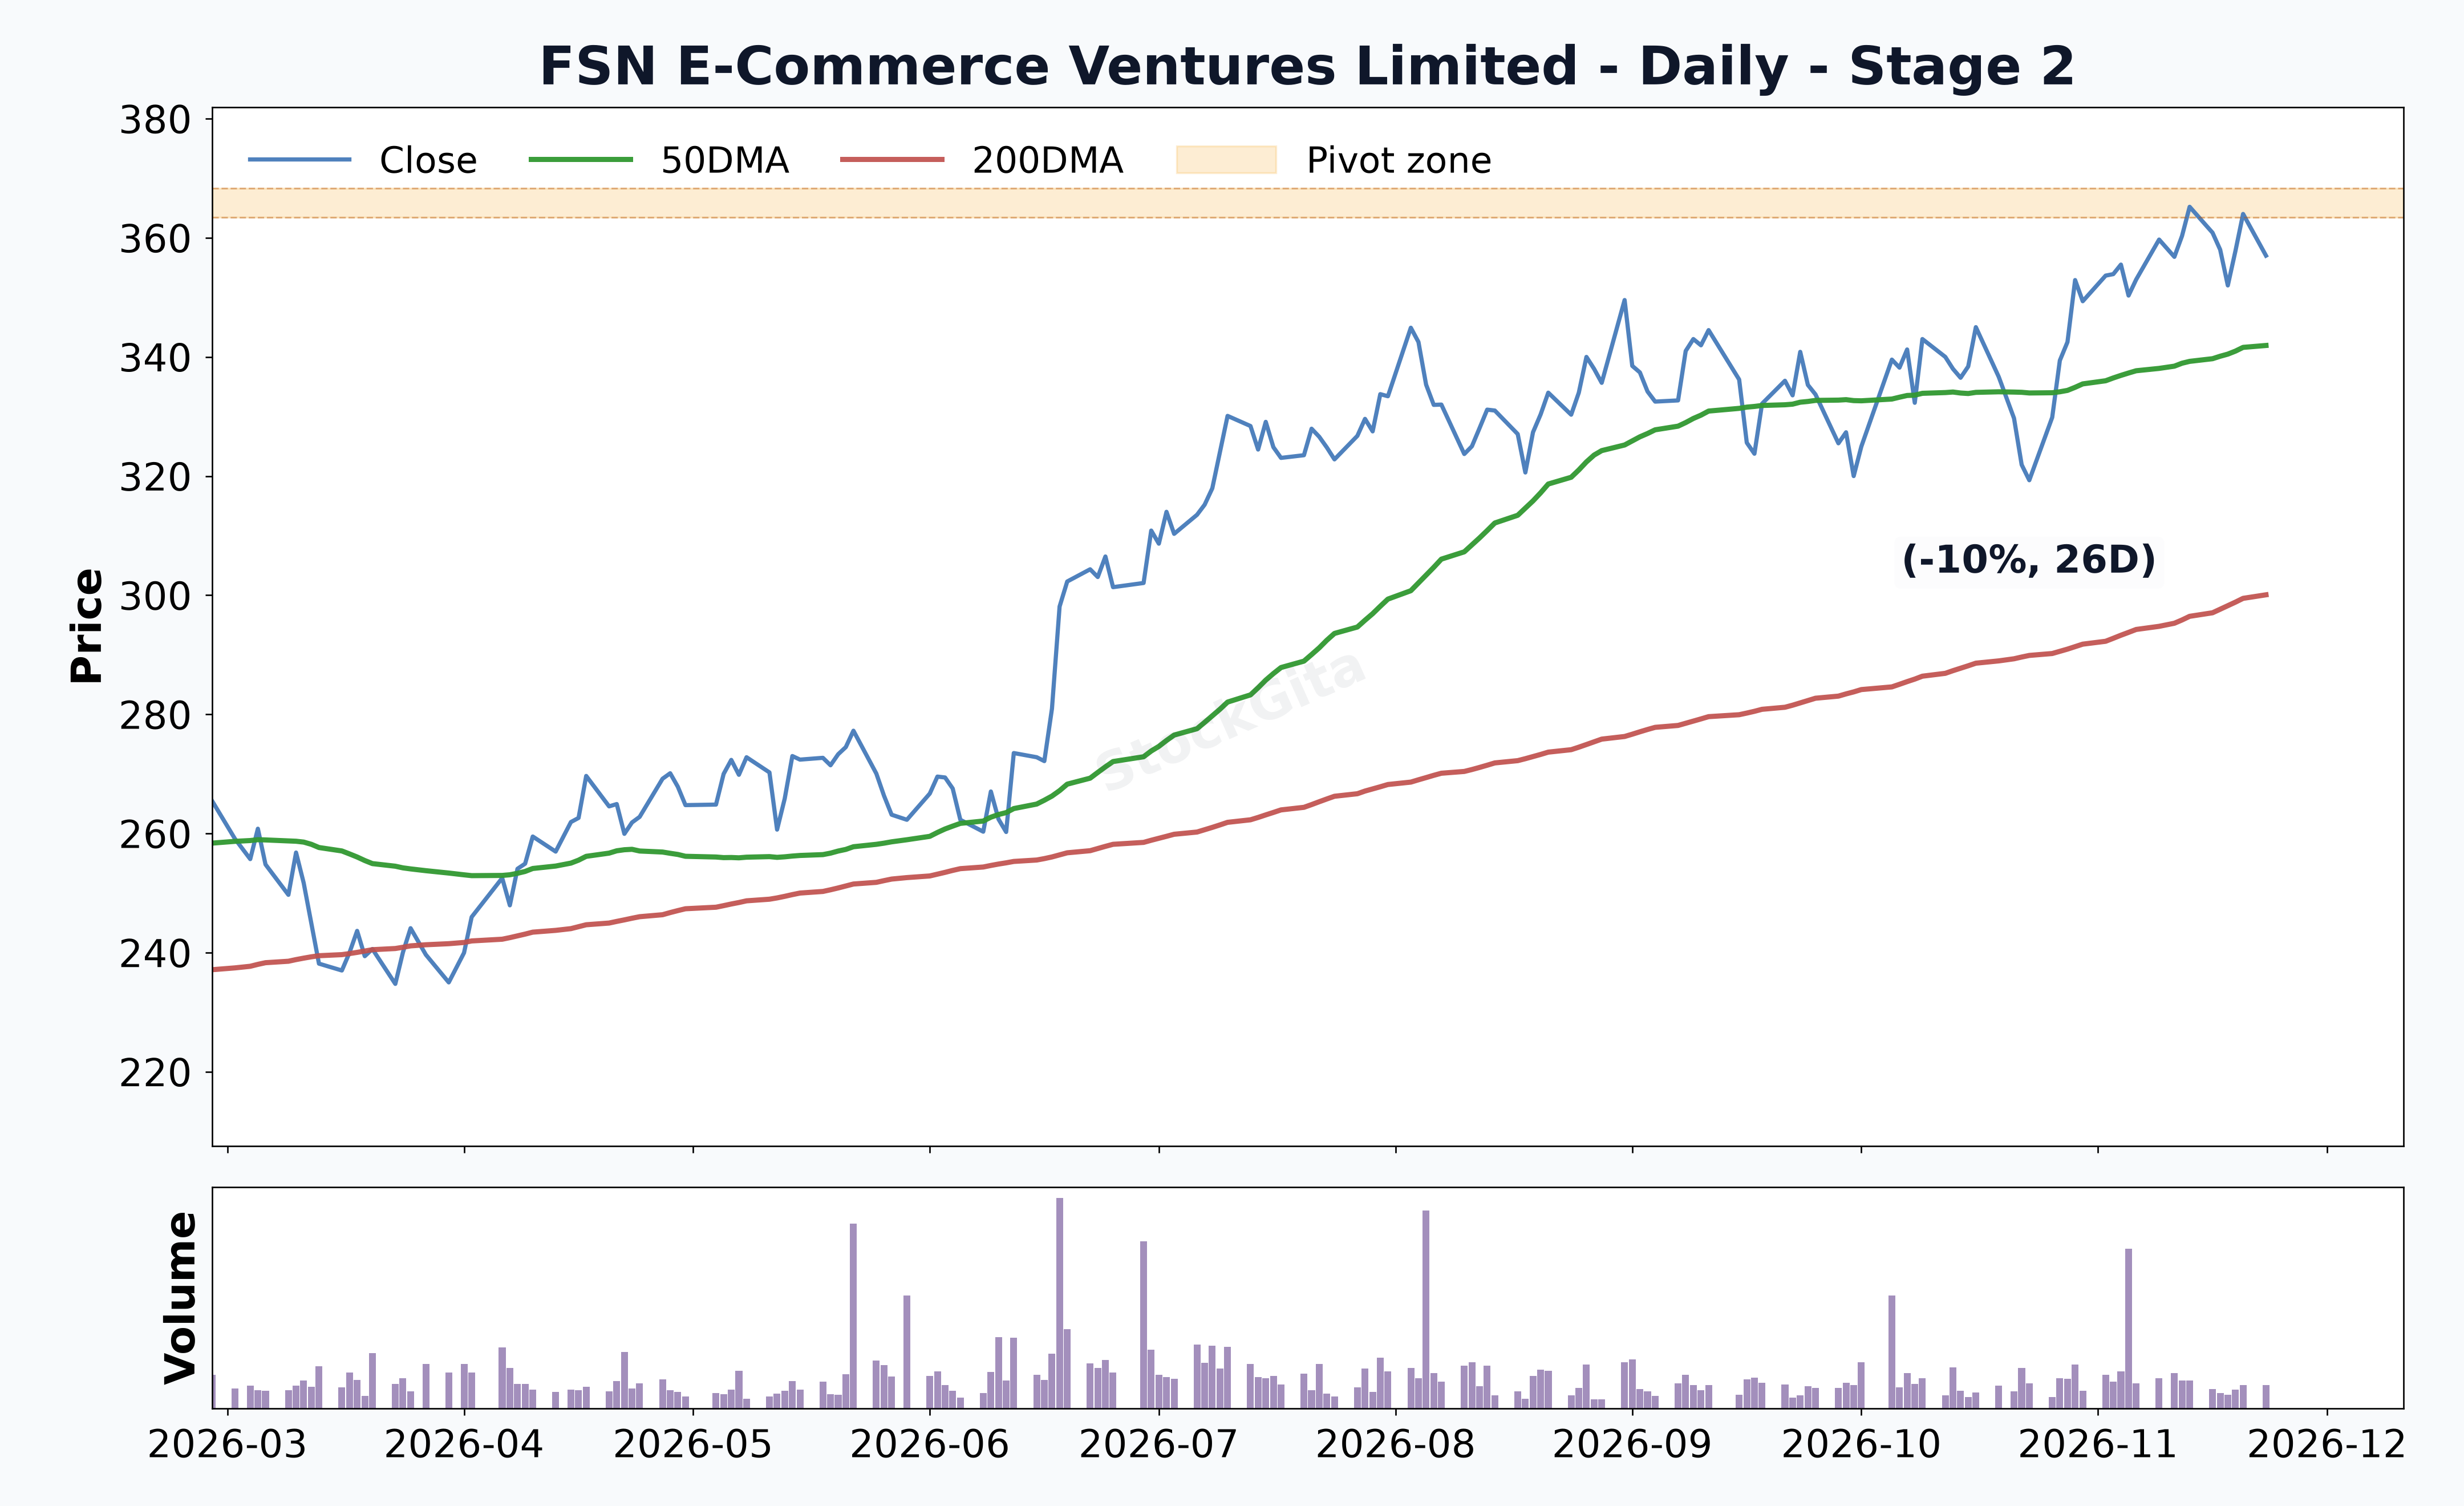 FSN E-Commerce Ventures Limited - Daily - Stage 2
Close 50DMA 200DMA Pivot zone
380
360
340
320
300
280
260
240
220
Price
(-10%, 26D)
StockGita
Volume
2026-03 2026-04 2026-05 2026-06 2026-07 2026-08 2026-09 2026-10 2026-11 2026-12